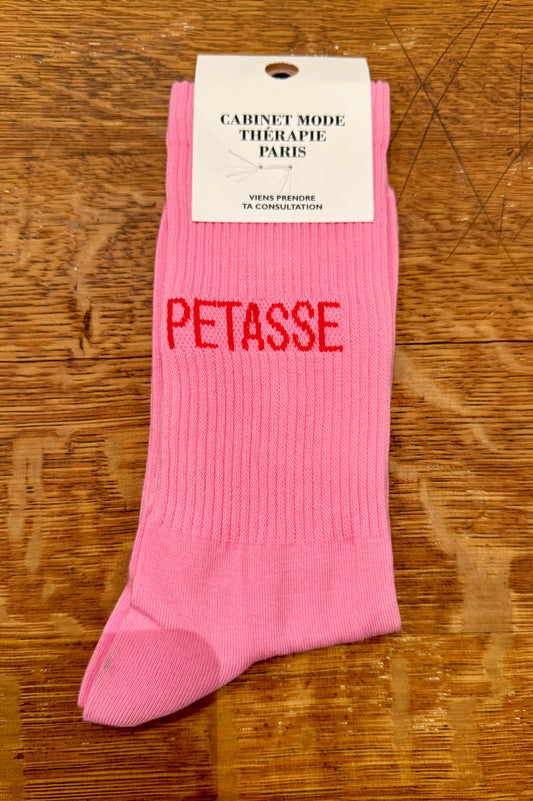 CABINET MODE
THÉRAPIE
PARIS
VIENS PRENDRE
TA CONSULTATION
PETASSE